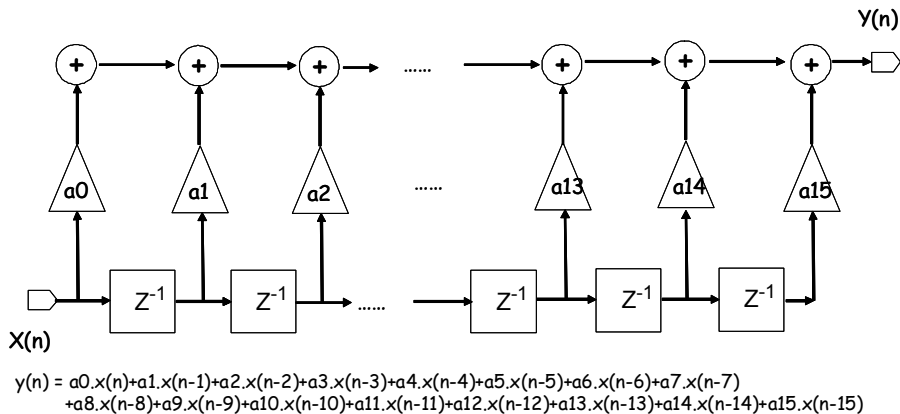 Y(n)
+ + + ...... + + +
a0 a1 a2 ...... a13 a14 a15
Z⁻¹ Z⁻¹ ...... Z⁻¹ Z⁻¹ Z⁻¹
X(n)
y(n) = a0.x(n)+a1.x(n-1)+a2.x(n-2)+a3.x(n-3)+a4.x(n-4)+a5.x(n-5)+a6.x(n-6)+a7.x(n-7)
+a8.x(n-8)+a9.x(n-9)+a10.x(n-10)+a11.x(n-11)+a12.x(n-12)+a13.x(n-13)+a14.x(n-14)+a15.x(n-15)